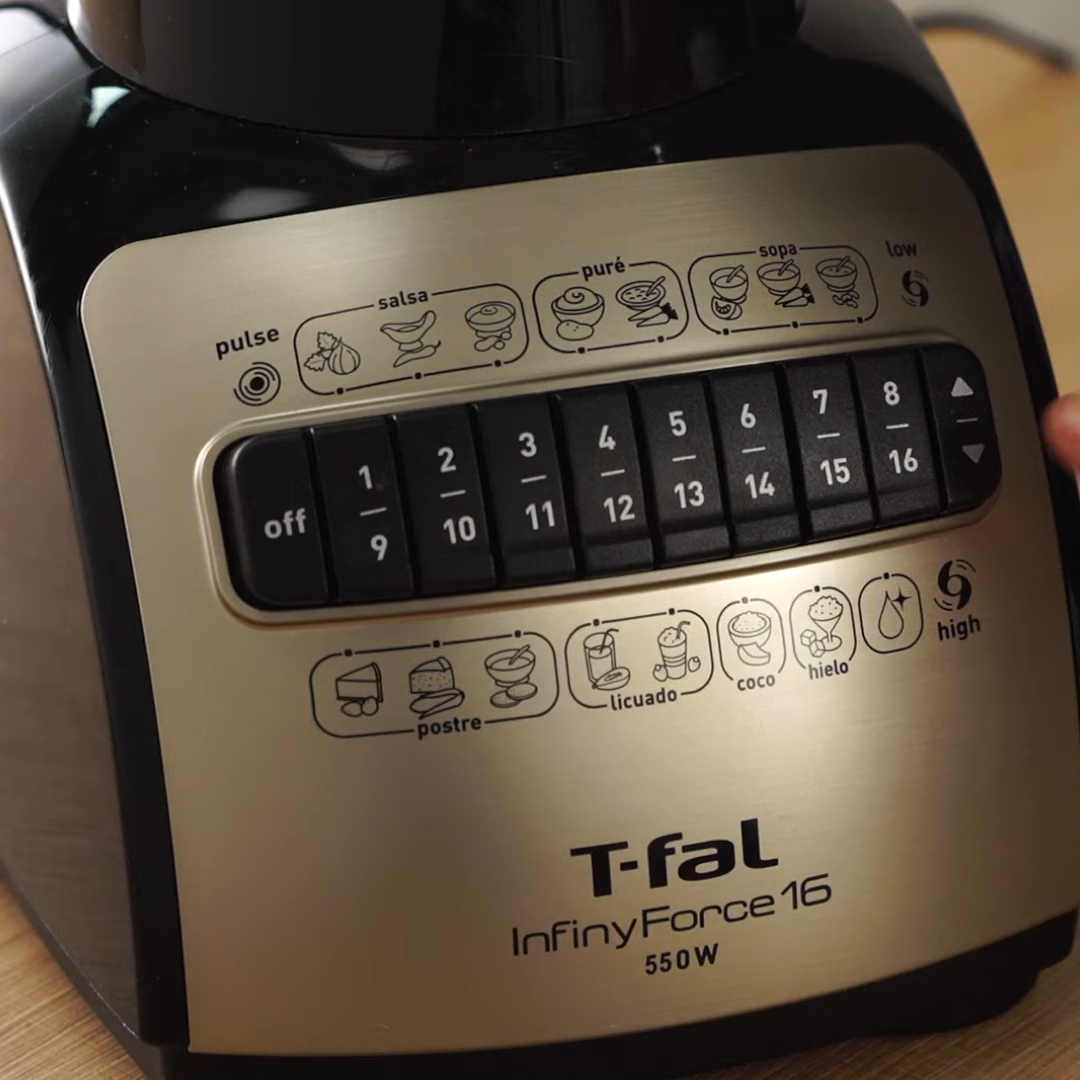 pulse salsa puré sopa low
off 1 2 3 4 5 6 7 8
9 10 11 12 13 14 15 16
postre licuado coco hielo high
T-fal
InfinyForce 16
550W